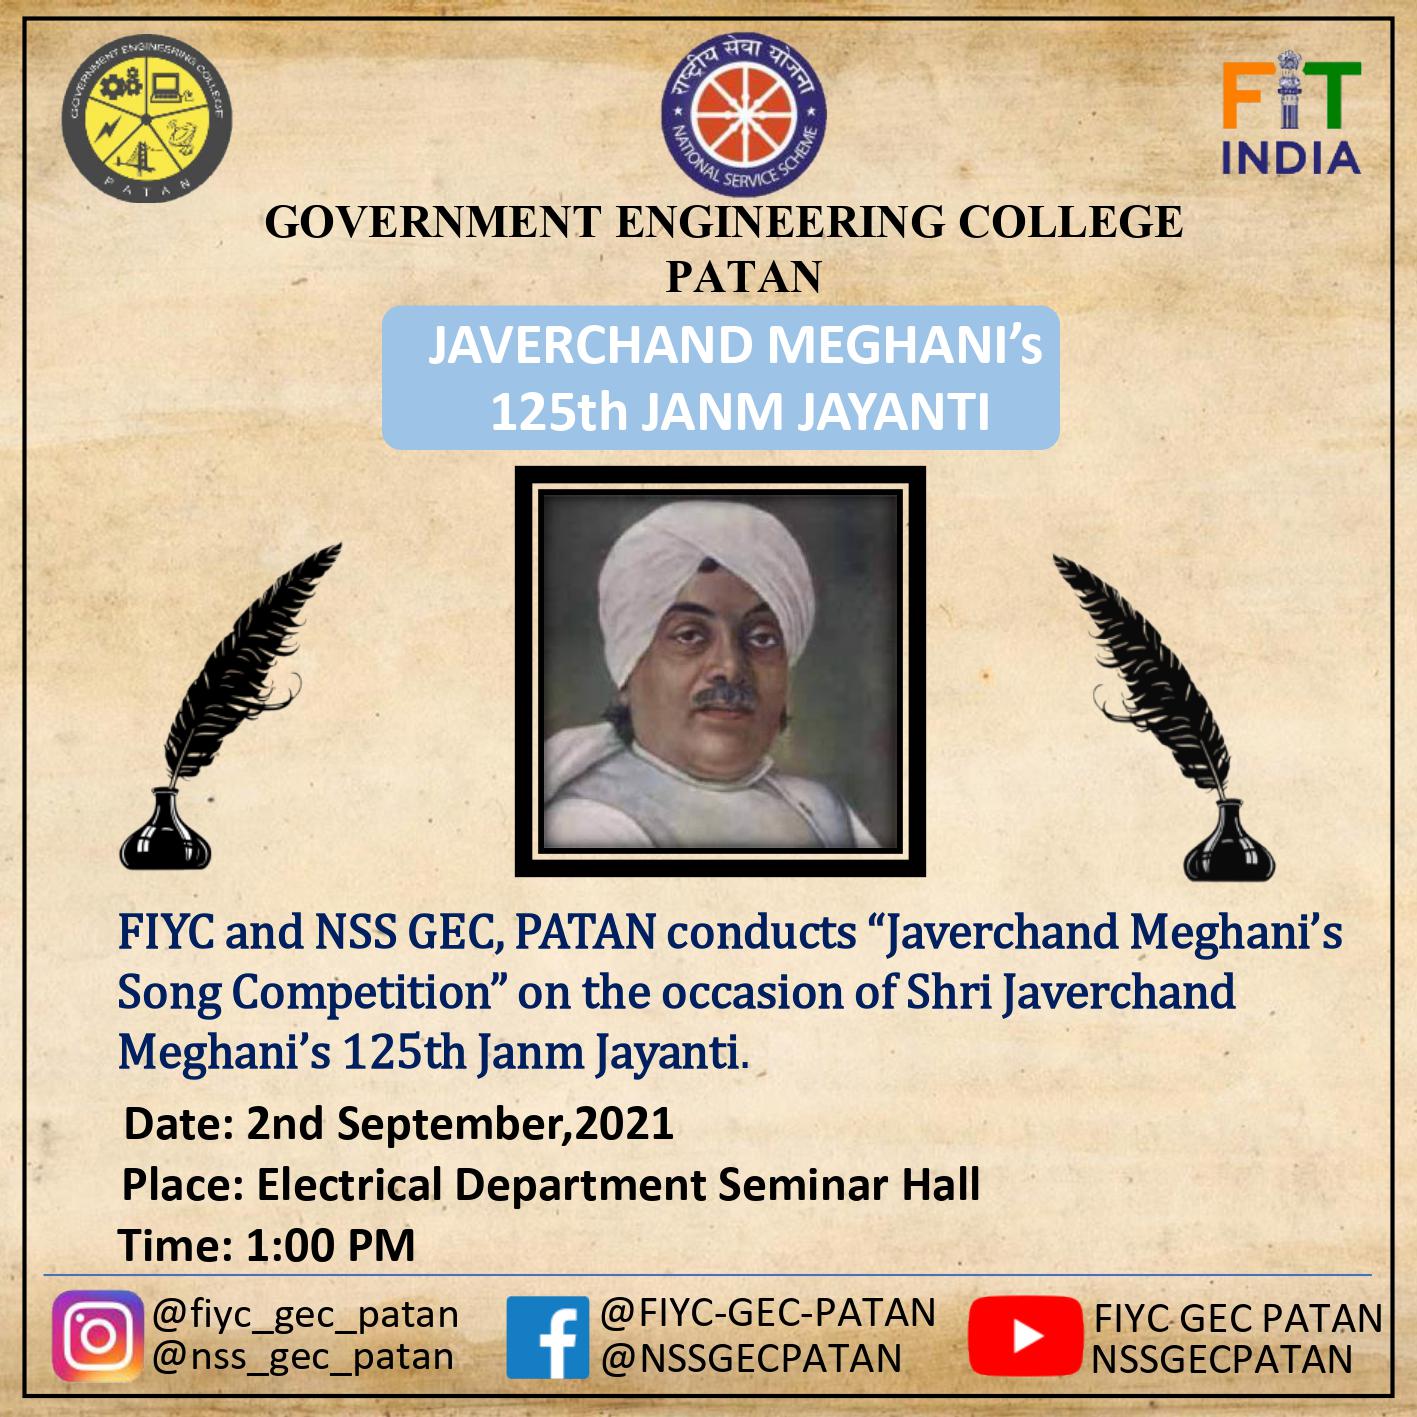 GOVERNMENT ENGINEERING COLLEGE
PATAN
राष्ट्रीय सेवा योजना
NATIONAL SERVICE SCHEME
FIT
INDIA
GOVERNMENT ENGINEERING COLLEGE
PATAN
JAVERCHAND MEGHANI’s
125th JANM JAYANTI
FIYC and NSS GEC, PATAN conducts “Javerchand Meghani’s
Song Competition” on the occasion of Shri Javerchand
Meghani’s 125th Janm Jayanti.
Date: 2nd September,2021
Place: Electrical Department Seminar Hall
Time: 1:00 PM
@fiyc_gec_patan
@nss_gec_patan
@FIYC-GEC-PATAN
@NSSGECPATAN
FIYC GEC PATAN
NSSGECPATAN